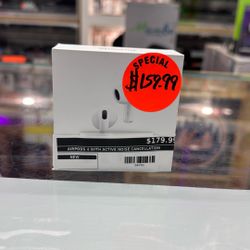 SPECIAL
159.99
$179.99
AIRPODS 4 WITH ACTIVE NOISE CANCELLATION
NEW